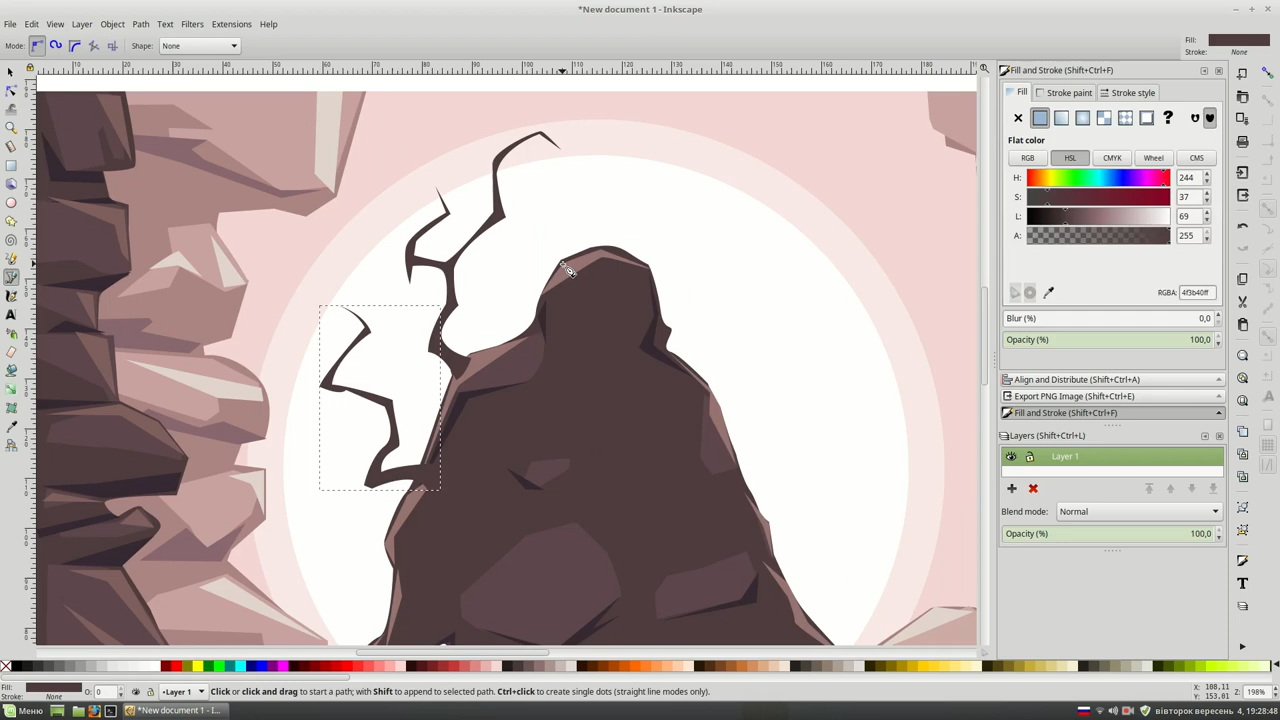 *New document 1 - Inkscape
File Edit View Layer Object Path Text Filters Extensions Help
Mode: Shape: None
Fill:
Stroke: None
Fill and Stroke (Shift+Ctrl+F)
Fill Stroke paint Stroke style
Flat color
RGB HSL CMYK Wheel CMS
H: 244
S: 37
L: 69
A: 255
RGBA: 4f3b40ff
Blur (%) 0,0
Opacity (%) 100,0
Align and Distribute (Shift+Ctrl+A)
Export PNG Image (Shift+Ctrl+E)
Fill and Stroke (Shift+Ctrl+F)
Layers (Shift+Ctrl+L)
Layer 1
Blend mode: Normal
Opacity (%) 100,0
Fill:
Stroke: None
O: 0
•Layer 1
Click or click and drag to start a path; with Shift to append to selected path. Ctrl+click to create single dots (straight line modes only).
X: 108,11
Y: 153,01
Z: 198%
Меню
*New document 1 - I...
вівторок вересень 4, 19:28:48